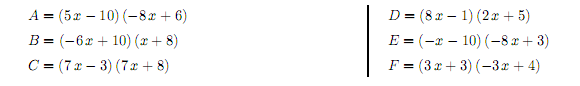 A = (5x − 10)(−8x + 6)
B = (−6x + 10)(x + 8)
C = (7x − 3)(7x + 8)
D = (8x − 1)(2x + 5)
E = (−x − 10)(−8x + 3)
F = (3x + 3)(−3x + 4)